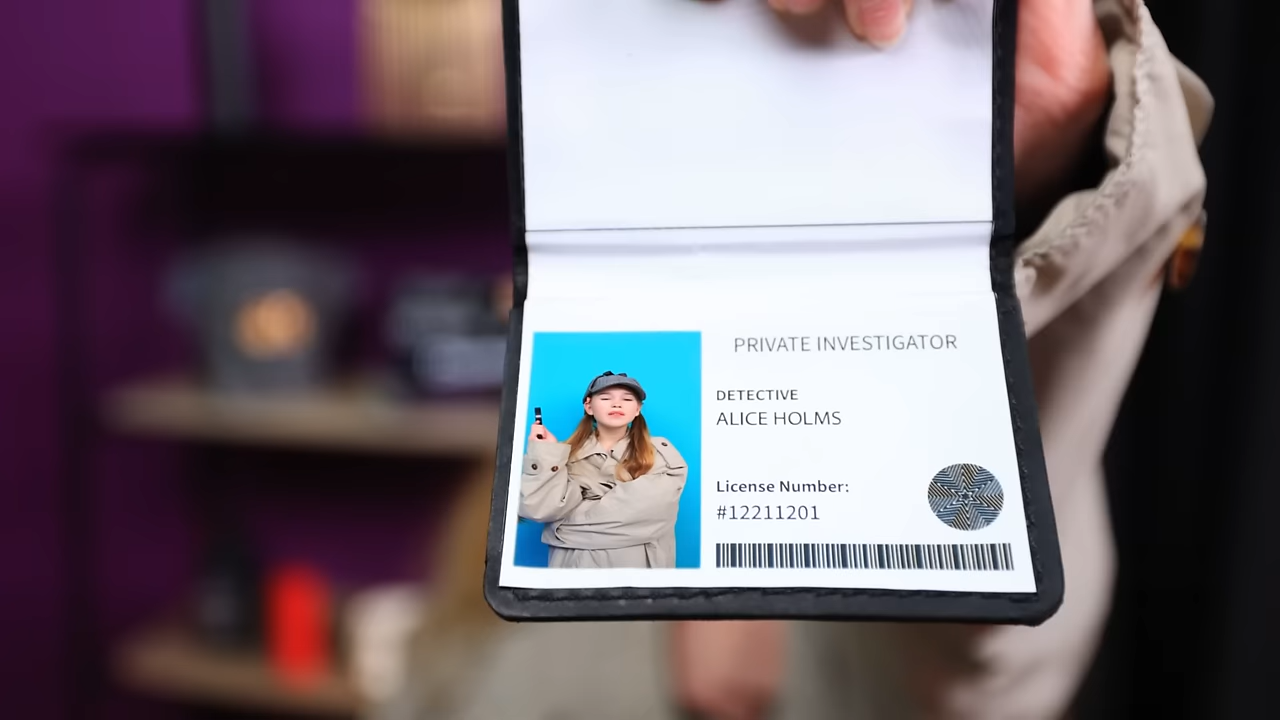 PRIVATE INVESTIGATOR
DETECTIVE
ALICE HOLMS
License Number:
#12211201